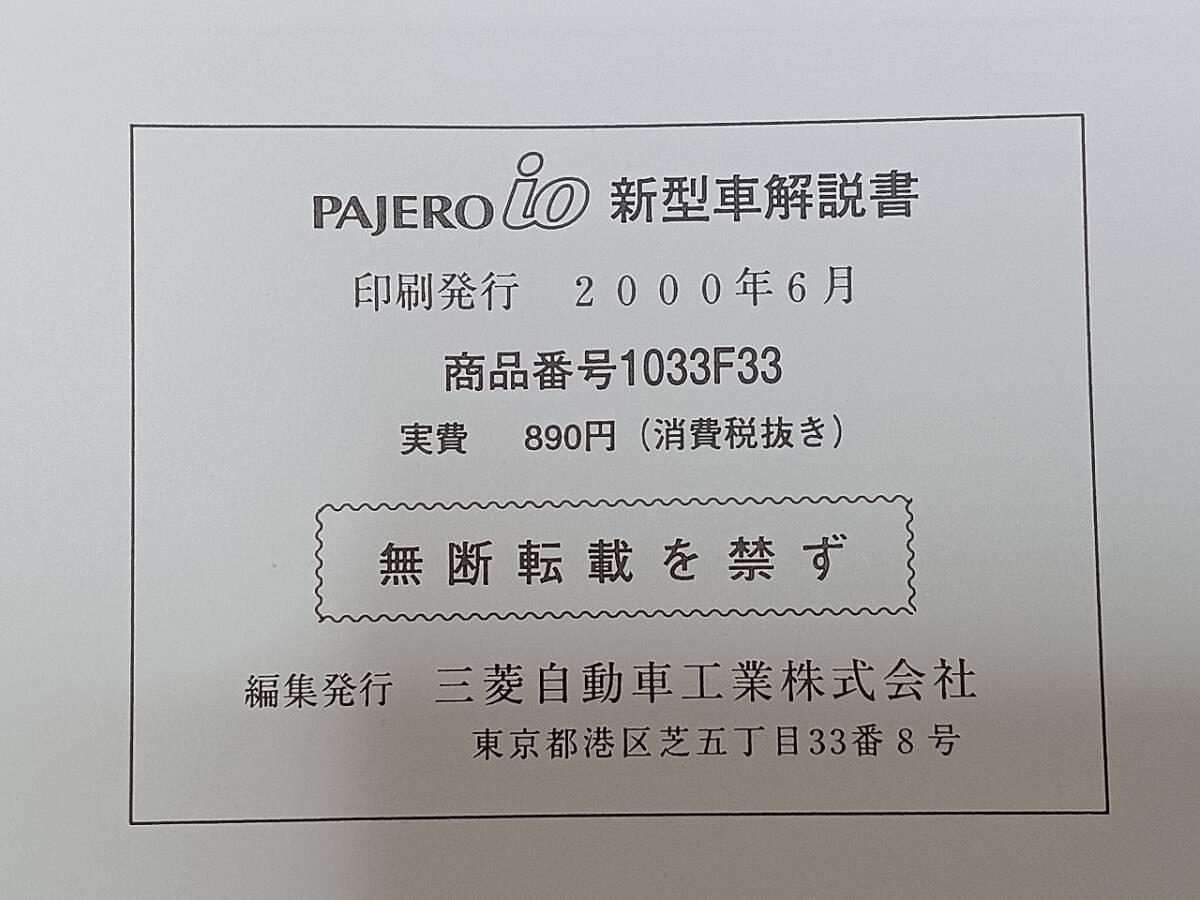 PAJERO io 新型車解説書
印刷発行 2000年6月
商品番号1033F33
実費 890円（消費税抜き）
無断転載を禁ず
編集発行 三菱自動車工業株式会社
東京都港区芝五丁目33番8号